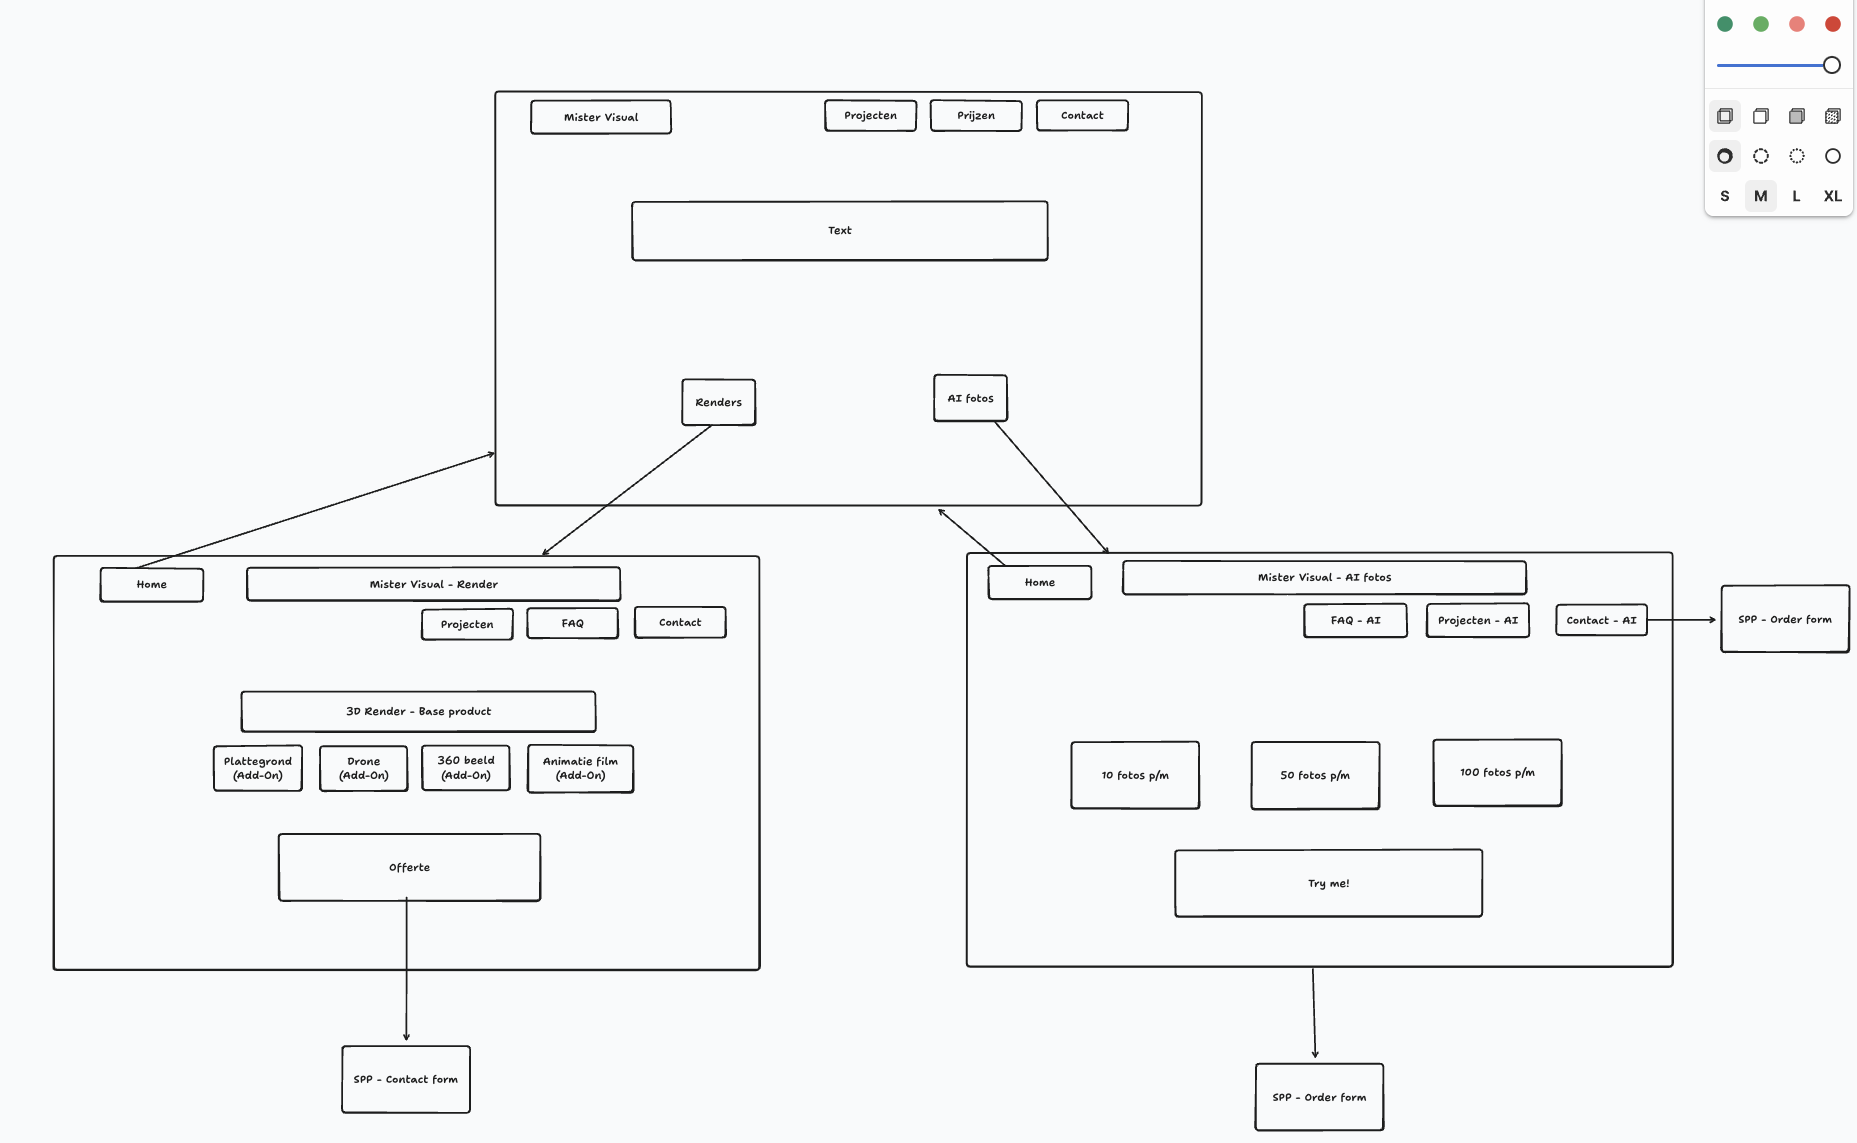 S M L XL
Mister Visual
Projecten
Prijzen
Contact
Text
Renders
AI fotos
Home
Mister Visual - Render
Projecten
FAQ
Contact
3D Render - Base product
Plattegrond
(Add-On)
Drone
(Add-On)
360 beeld
(Add-On)
Animatie film
(Add-On)
Offerte
SPP - Contact form
Home
Mister Visual - AI fotos
FAQ - AI
Projecten - AI
Contact - AI
SPP - Order form
10 fotos p/m
50 fotos p/m
100 fotos p/m
Try me!
SPP - Order form